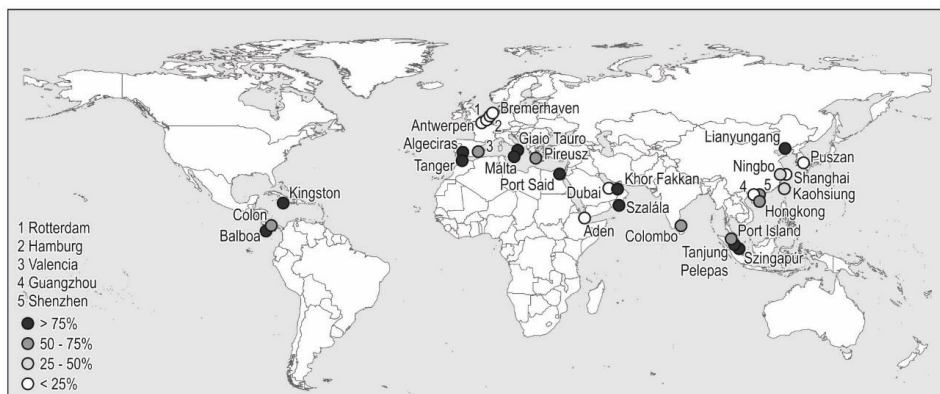 1
Bremerhaven
Antwerpen
2
Algeciras
3
Giaio Tauro
Pireusz
Tanger
Málta
Port Said
Dubai
Khor Fakkan
Szalála
Aden
Colombo
Lianyungang
Puszan
Ningbo
Shanghai
4
5
Kaohsiung
Hongkong
Port Island
Tanjung
Pelepas
Szingapur
Kingston
Colon
Balboa
1 Rotterdam
2 Hamburg
3 Valencia
4 Guangzhou
5 Shenzhen
> 75%
50 - 75%
25 - 50%
< 25%